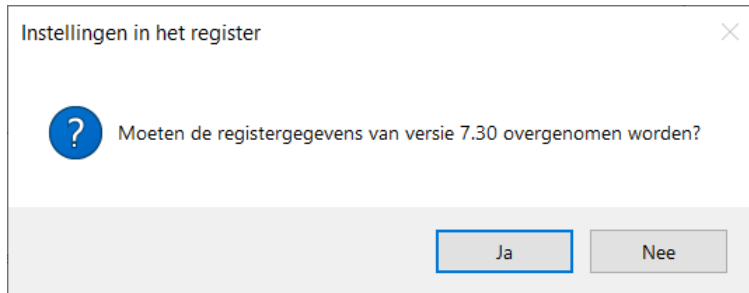 Instellingen in het register
Moeten de registergegevens van versie 7.30 overgenomen worden?
Ja
Nee